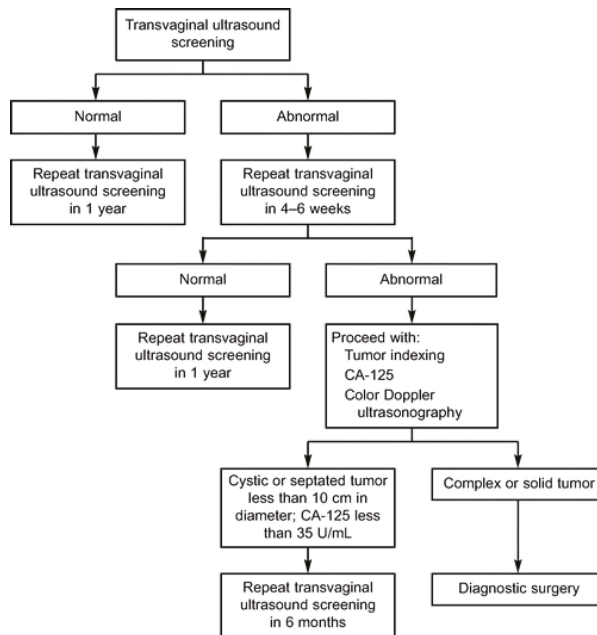 Transvaginal ultrasound
screening
Normal
Abnormal
Repeat transvaginal
ultrasound screening
in 1 year
Repeat transvaginal
ultrasound screening
in 4–6 weeks
Normal
Abnormal
Repeat transvaginal
ultrasound screening
in 1 year
Proceed with:
Tumor indexing
CA-125
Color Doppler
ultrasonography
Cystic or septated tumor
less than 10 cm in
diameter; CA-125 less
than 35 U/mL
Complex or solid tumor
Repeat transvaginal
ultrasound screening
in 6 months
Diagnostic surgery